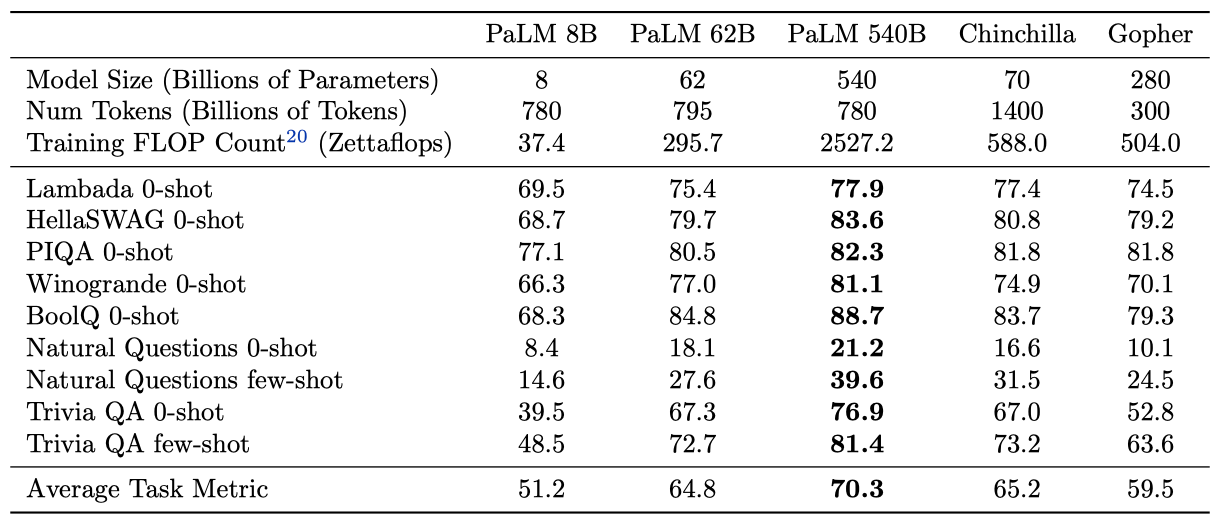 PaLM 8B PaLM 62B PaLM 540B Chinchilla Gopher
Model Size (Billions of Parameters) 8 62 540 70 280
Num Tokens (Billions of Tokens) 780 795 780 1400 300
Training FLOP Count20 (Zettaflops) 37.4 295.7 2527.2 588.0 504.0
Lambada 0-shot 69.5 75.4 77.9 77.4 74.5
HellaSWAG 0-shot 68.7 79.7 83.6 80.8 79.2
PIQA 0-shot 77.1 80.5 82.3 81.8 81.8
Winogrande 0-shot 66.3 77.0 81.1 74.9 70.1
BoolQ 0-shot 68.3 84.8 88.7 83.7 79.3
Natural Questions 0-shot 8.4 18.1 21.2 16.6 10.1
Natural Questions few-shot 14.6 27.6 39.6 31.5 24.5
Trivia QA 0-shot 39.5 67.3 76.9 67.0 52.8
Trivia QA few-shot 48.5 72.7 81.4 73.2 63.6
Average Task Metric 51.2 64.8 70.3 65.2 59.5